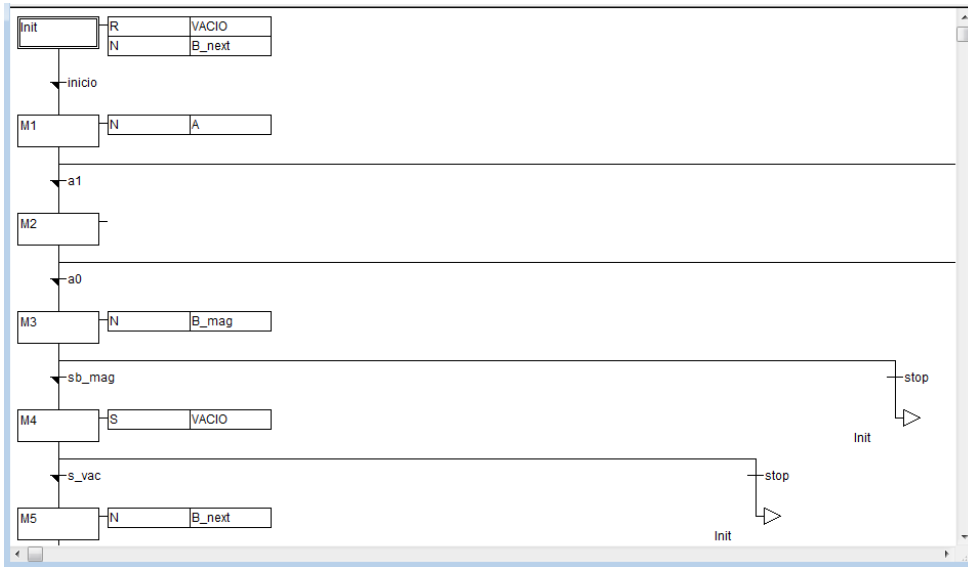 Init R VACIO
N B_next
inicio
M1 N A
a1
M2
a0
M3 N B_mag
sb_mag stop
M4 S VACIO
Init
s_vac stop
M5 N B_next
Init